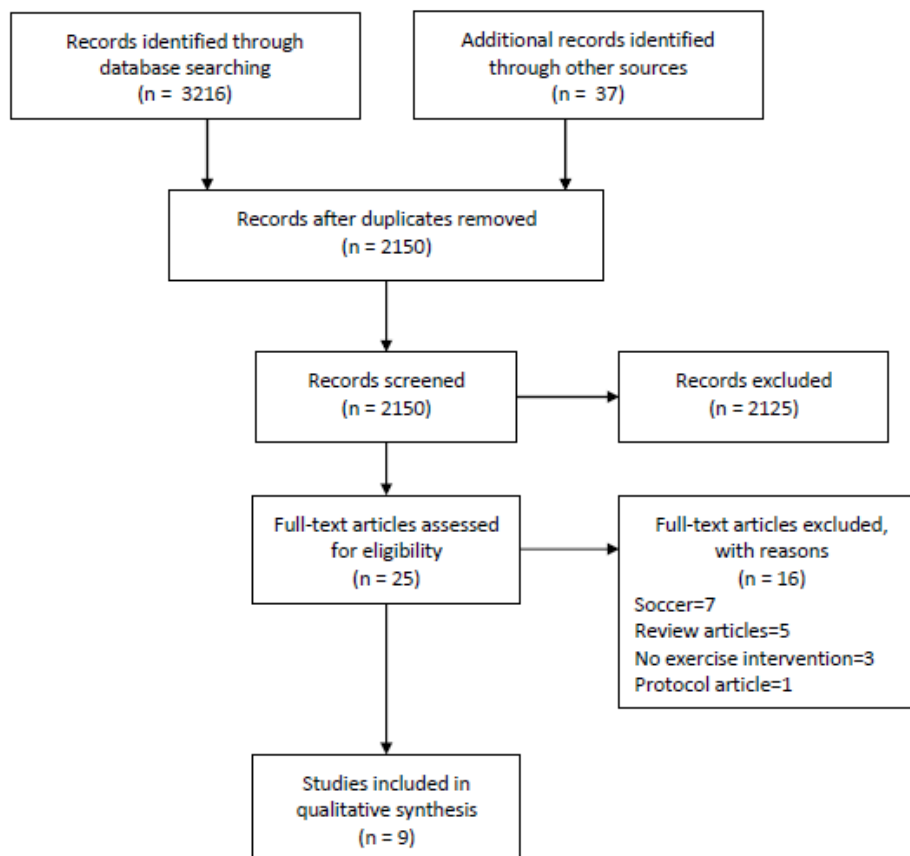 Records identified through
database searching
(n = 3216)
Additional records identified
through other sources
(n = 37)
Records after duplicates removed
(n = 2150)
Records screened
(n = 2150)
Records excluded
(n = 2125)
Full-text articles assessed
for eligibility
(n = 25)
Full-text articles excluded,
with reasons
(n = 16)
Soccer=7
Review articles=5
No exercise intervention=3
Protocol article=1
Studies included in
qualitative synthesis
(n = 9)